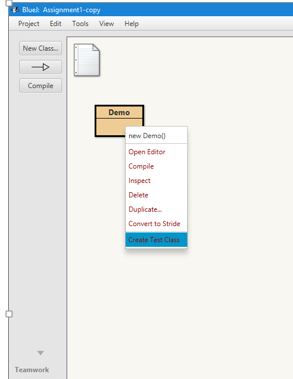 BlueJ: Assignment1-copy
Project Edit Tools View Help
New Class...
Compile
Demo
new Demo()
Open Editor
Compile
Inspect
Delete
Duplicate...
Convert to Stride
Create Test Class
Teamwork